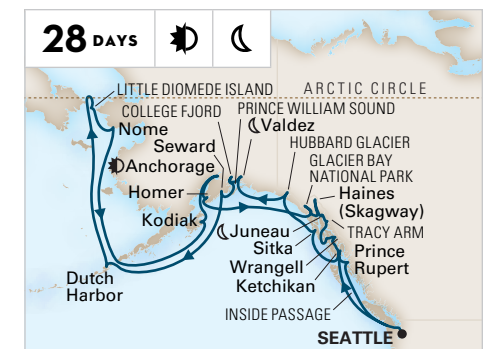 28 DAYS
LITTLE DIOMEDE ISLAND
ARCTIC CIRCLE
COLLEGE FJORD
PRINCE WILLIAM SOUND
Nome
Valdez
Seward
HUBBARD GLACIER
Anchorage
GLACIER BAY
NATIONAL PARK
Homer
Haines
(Skagway)
Kodiak
Juneau
TRACY ARM
Sitka
Prince
Rupert
Wrangell
Dutch
Harbor
Ketchikan
INSIDE PASSAGE
SEATTLE